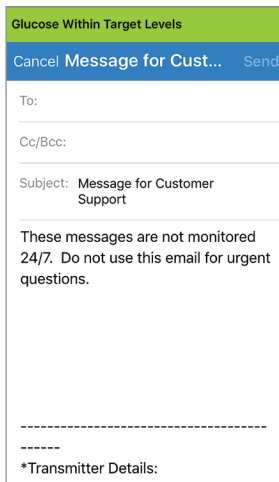 Glucose Within Target Levels
Cancel Message for Cust... Send
To:
Cc/Bcc:
Subject: Message for Customer
Support
These messages are not monitored
24/7. Do not use this email for urgent
questions.
-------------------------------------
------
*Transmitter Details: